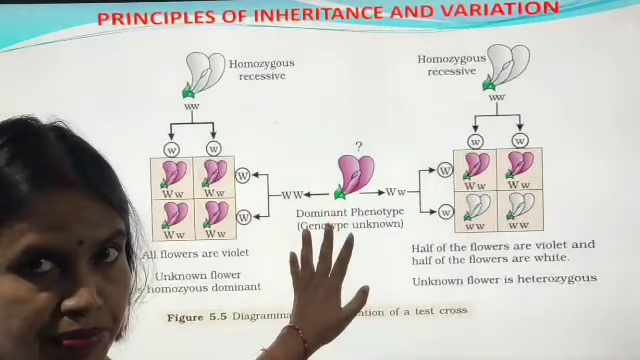 PRINCIPLES OF INHERITANCE AND VARIATION
Homozygous
recessive
ww
w w
Ww Ww
Ww Ww
W
W
All flowers are violet
Unknown flower
homozyous dominant
?
WW
Ww
Dominant Phenotype
(Genotype unknown)
Homozygous
recessive
ww
w w
W
w
Ww Ww
ww ww
Half of the flowers are violet and
half of the flowers are white.
Unknown flower is heterozygous
Figure 5.5 of a test cross